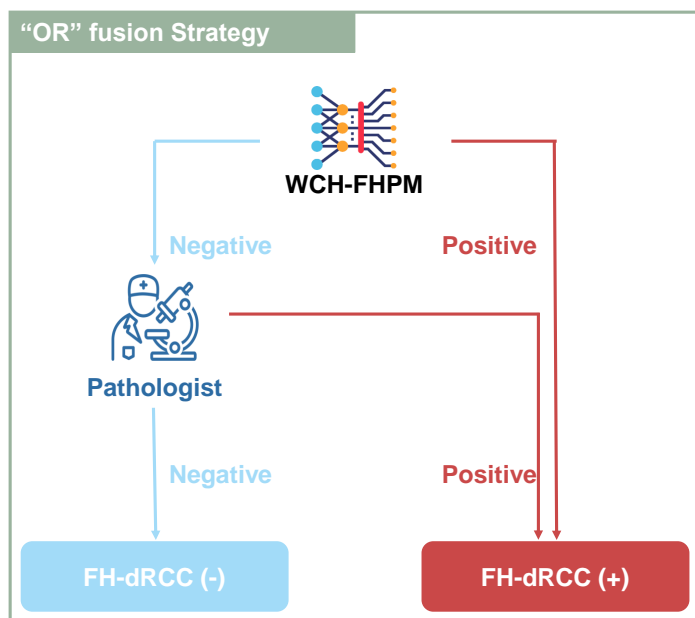 “OR” fusion Strategy
WCH-FHPM
Negative
Positive
Pathologist
Negative
Positive
FH-dRCC (-)
FH-dRCC (+)